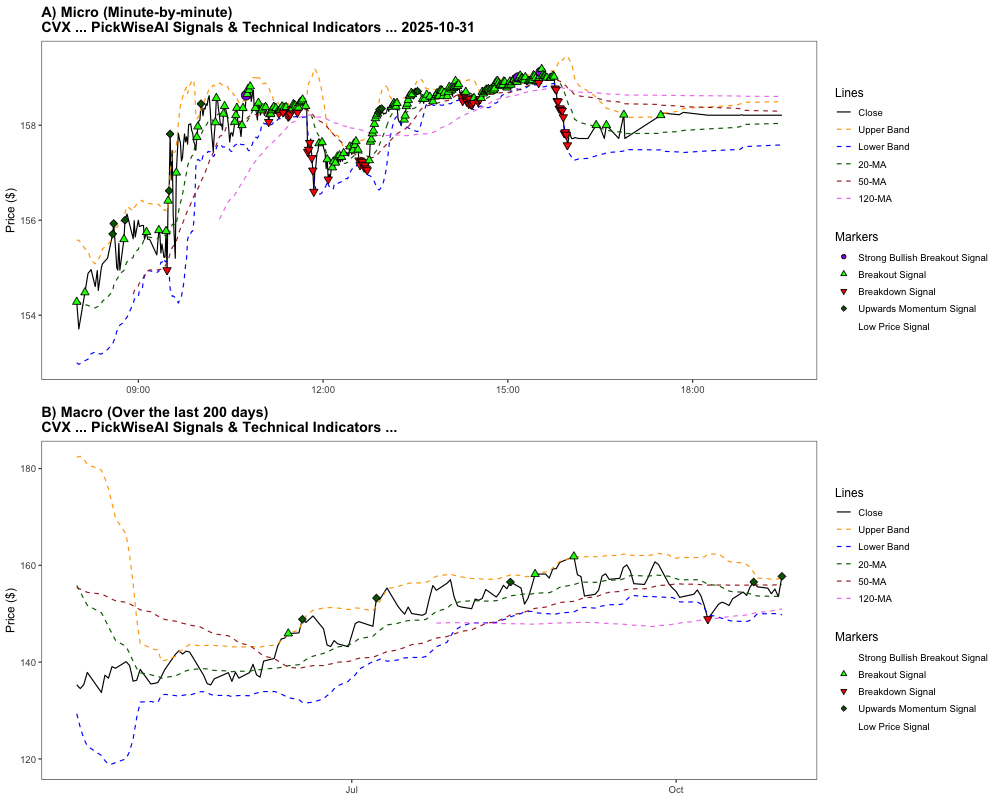 A) Micro (Minute-by-minute)
CVX ... PickWiseAI Signals & Technical Indicators ... 2025-10-31
Price ($)
158
156
154
09:00
12:00
15:00
18:00
Lines
Close
Upper Band
Lower Band
20-MA
50-MA
120-MA
Markers
Strong Bullish Breakout Signal
Breakout Signal
Breakdown Signal
Upwards Momentum Signal
Low Price Signal
B) Macro (Over the last 200 days)
CVX ... PickWiseAI Signals & Technical Indicators ...
Price ($)
180
160
140
120
Jul
Oct
Lines
Close
Upper Band
Lower Band
20-MA
50-MA
120-MA
Markers
Strong Bullish Breakout Signal
Breakout Signal
Breakdown Signal
Upwards Momentum Signal
Low Price Signal